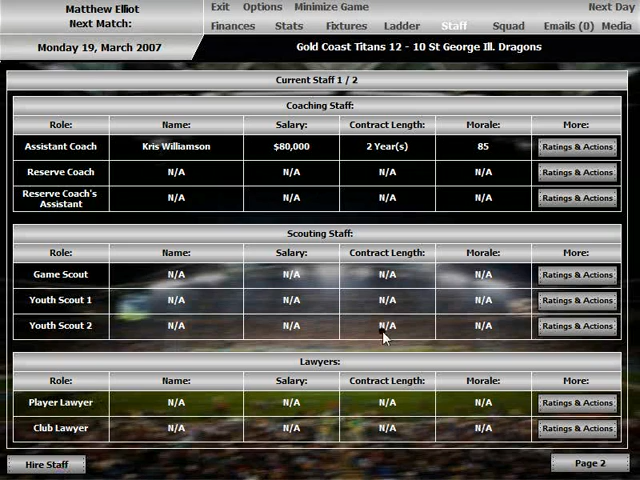 Matthew Elliot
Next Match:
Monday 19, March 2007
Exit Options Minimize Game Next Day
Finances Stats Fixtures Ladder Staff Squad Emails (0) Media
Gold Coast Titans 12 - 10 St George Ill. Dragons
Current Staff 1 / 2
Coaching Staff:
Role: Name: Salary: Contract Length: Morale: More:
Assistant Coach Kris Williamson $80,000 2 Year(s) 85 Ratings & Actions
Reserve Coach N/A N/A N/A N/A Ratings & Actions
Reserve Coach's
Assistant N/A N/A N/A N/A Ratings & Actions
Scouting Staff:
Role: Name: Salary: Contract Length: Morale: More:
Game Scout N/A N/A N/A N/A Ratings & Actions
Youth Scout 1 N/A N/A N/A N/A Ratings & Actions
Youth Scout 2 N/A N/A N/A N/A Ratings & Actions
Lawyers:
Role: Name: Salary: Contract Length: Morale: More:
Player Lawyer N/A N/A N/A N/A Ratings & Actions
Club Lawyer N/A N/A N/A N/A Ratings & Actions
Hire Staff Page 2